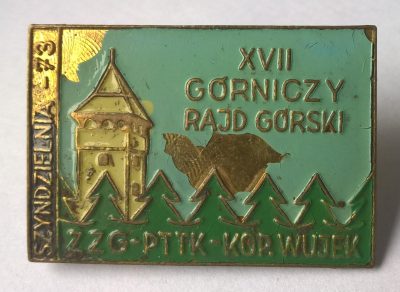 XVII
GÓRNICZY
RAJD GÓRSKI
SZYNDZIELNIA-73
ZZG-PTTK-KOP. WUJEK